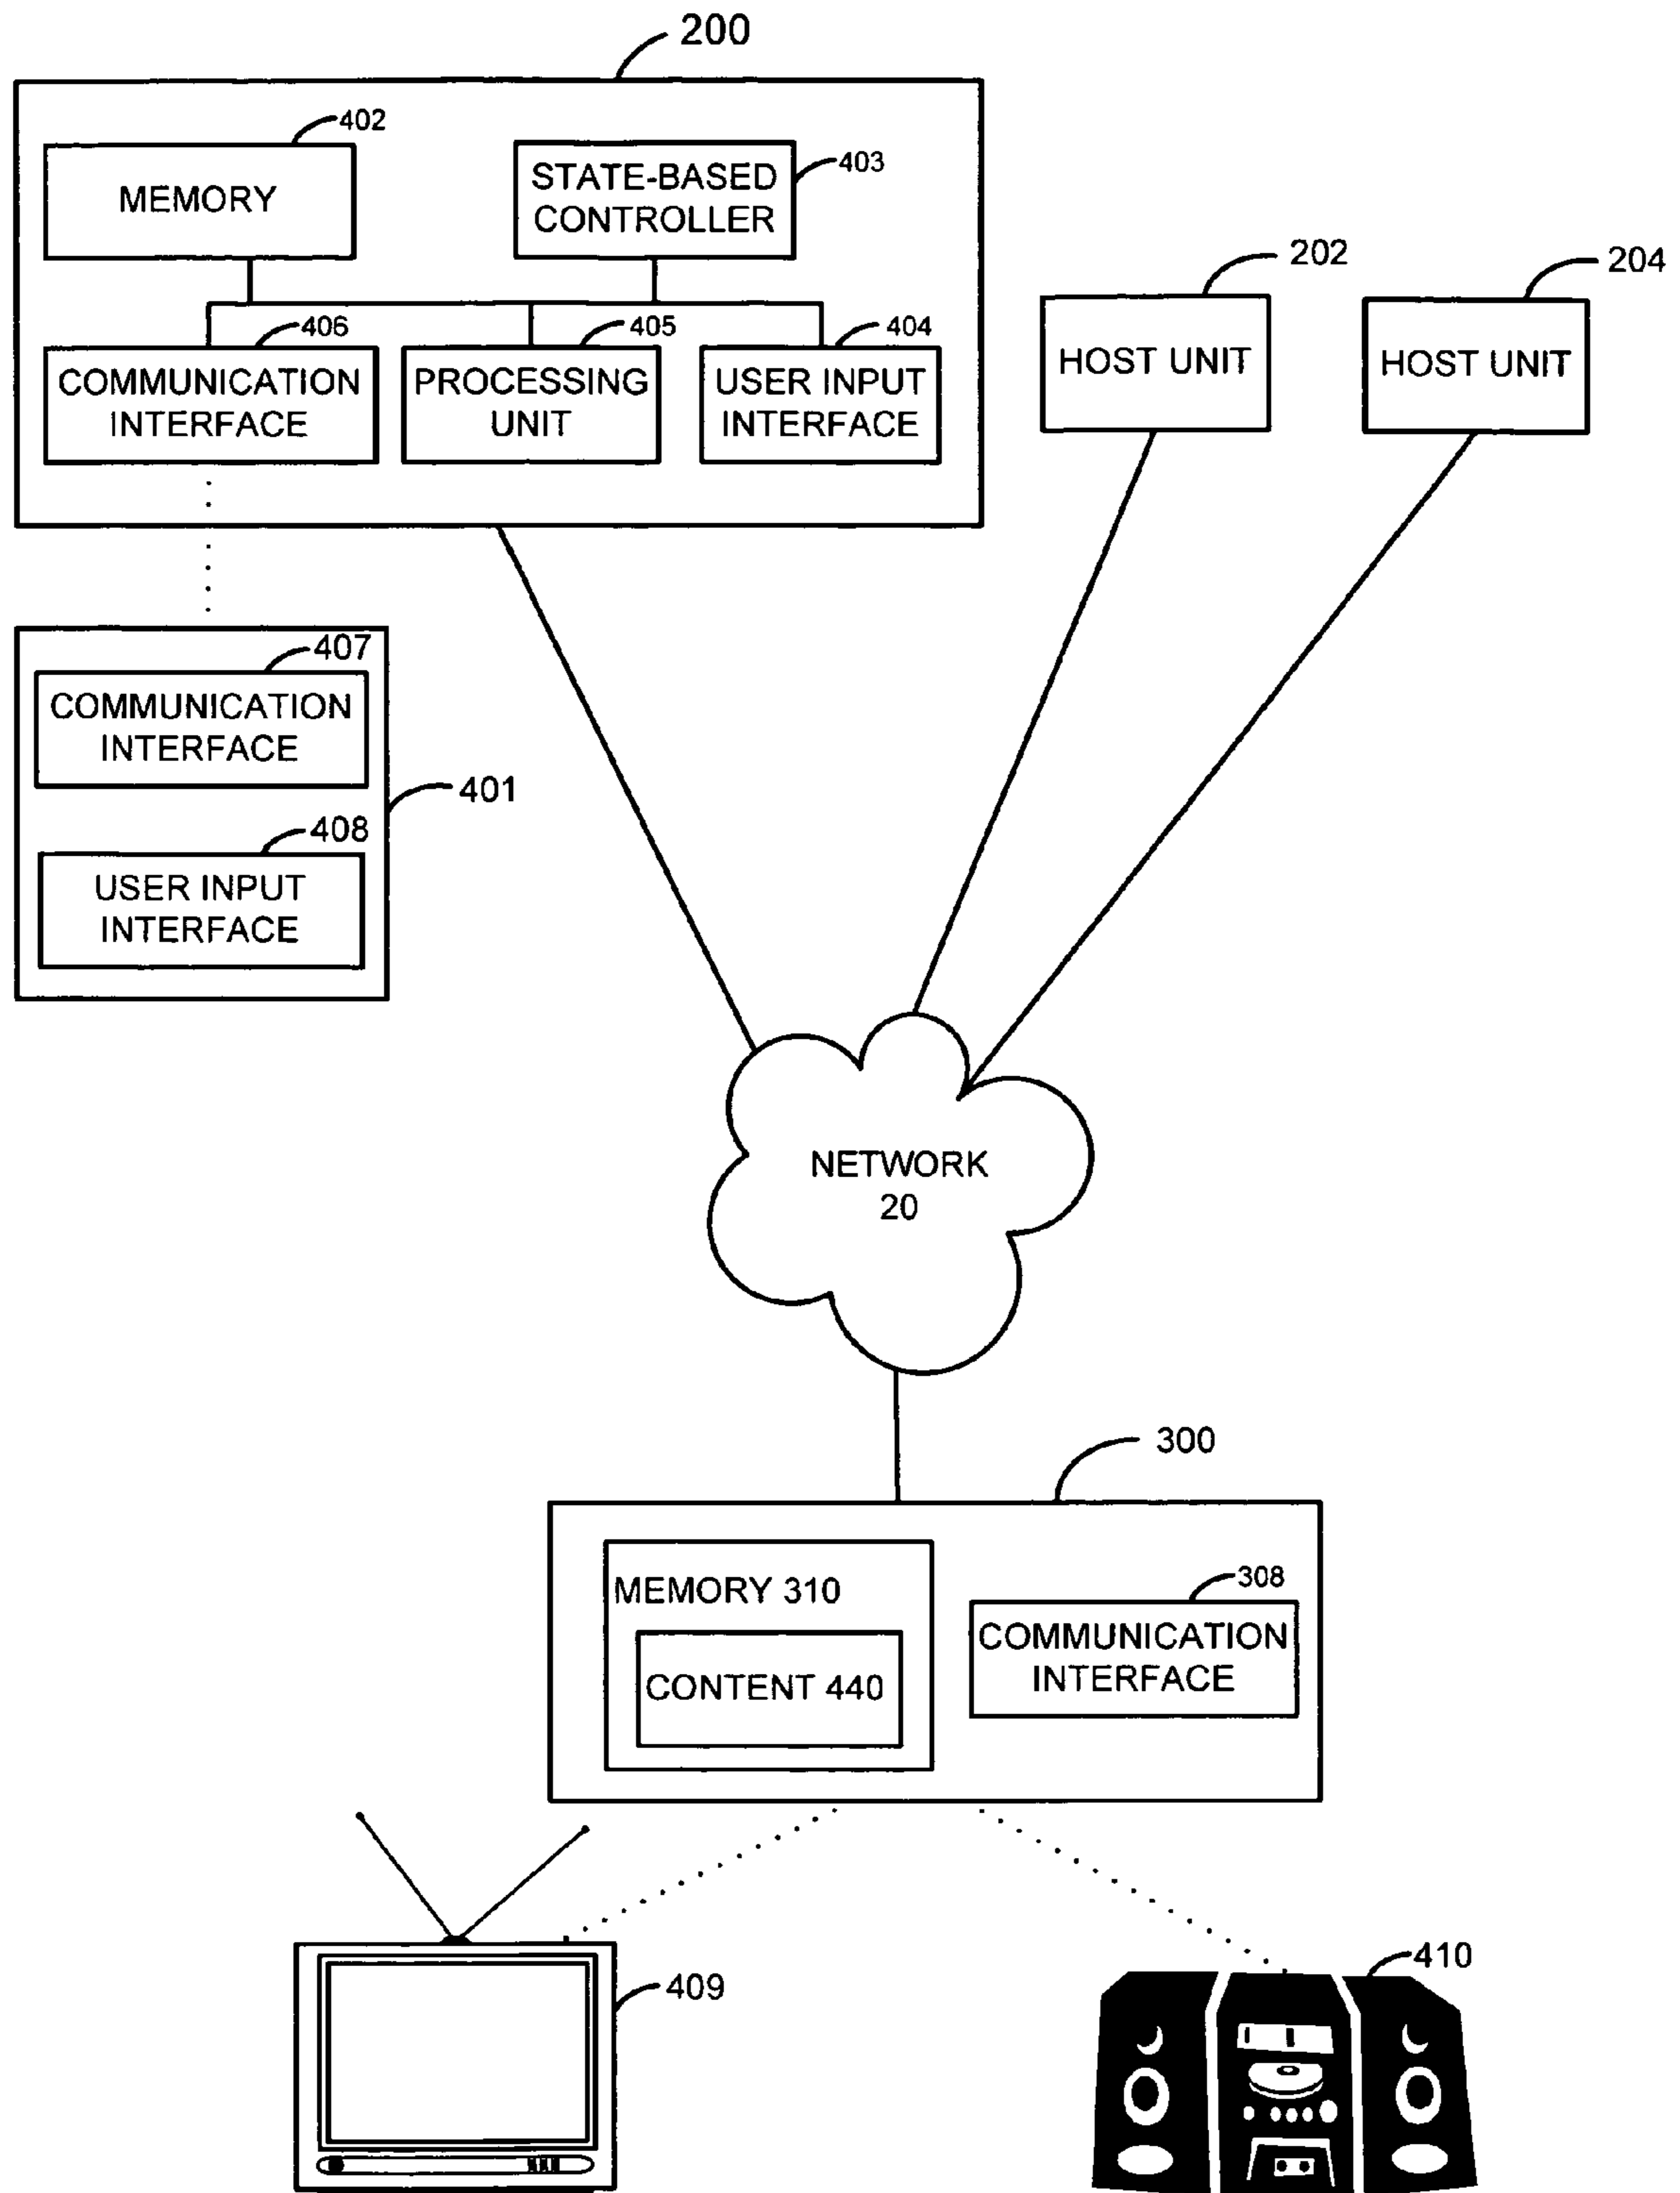 200
402
MEMORY
STATE-BASED
CONTROLLER
403
202
204
HOST UNIT
HOST UNIT
406
COMMUNICATION
INTERFACE
405
PROCESSING
UNIT
404
USER INPUT
INTERFACE
407
COMMUNICATION
INTERFACE
401
408
USER INPUT
INTERFACE
NETWORK
20
300
MEMORY 310
CONTENT 440
308
COMMUNICATION
INTERFACE
409
410